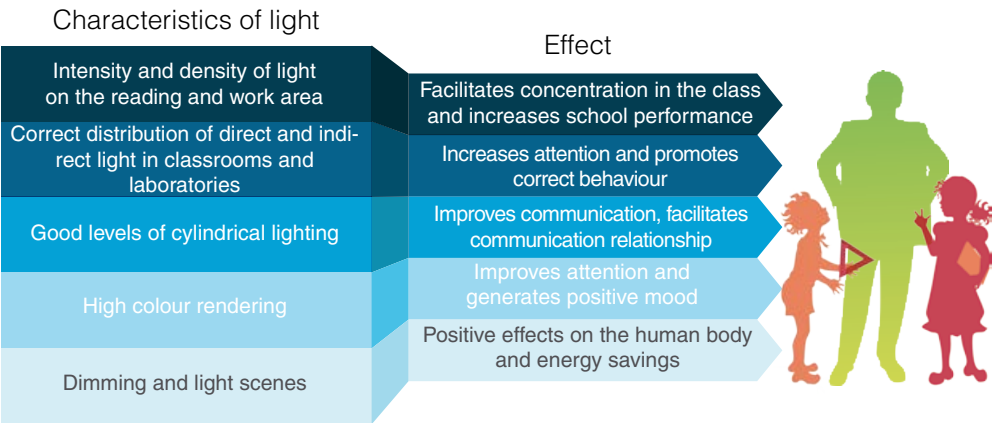 Characteristics of light
Intensity and density of light
on the reading and work area
Correct distribution of direct and indi-
rect light in classrooms and
laboratories
Good levels of cylindrical lighting
High colour rendering
Dimming and light scenes
Effect
Facilitates concentration in the class
and increases school performance
Increases attention and promotes
correct behaviour
Improves communication, facilitates
communication relationship
Improves attention and
generates positive mood
Positive effects on the human body
and energy savings